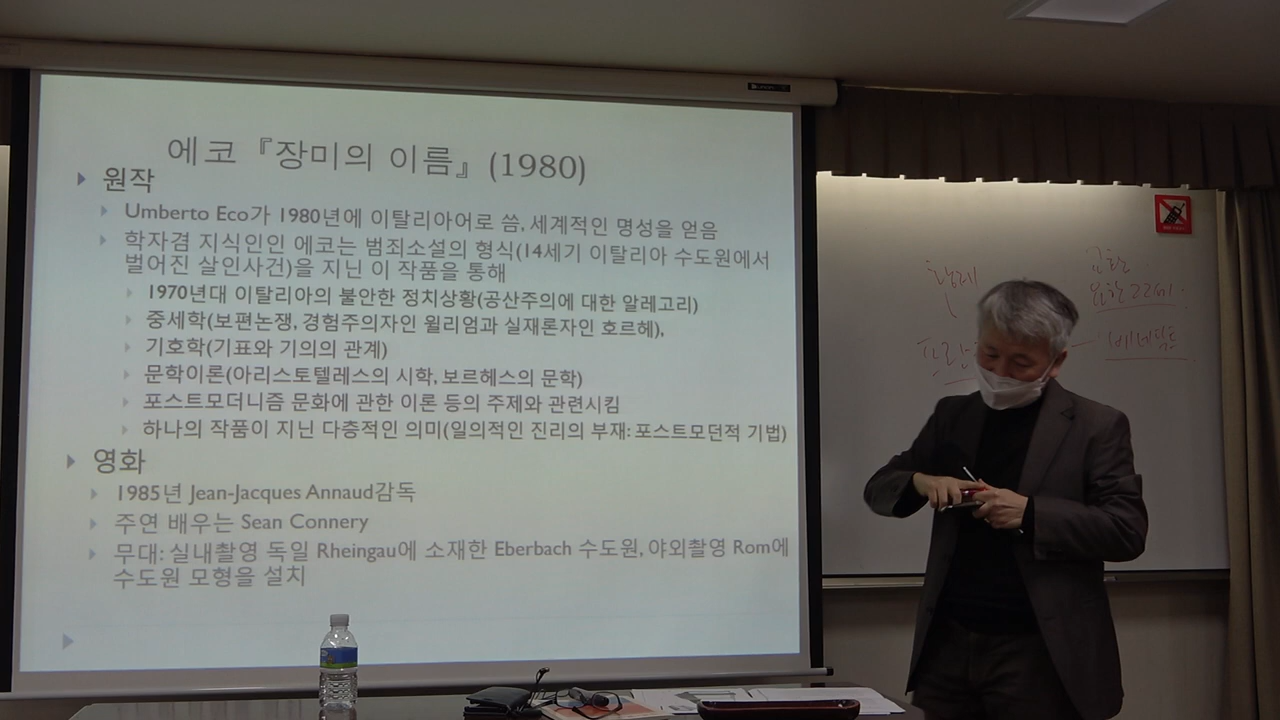 에코『장미의 이름』(1980)
원작
Umberto Eco가 1980년에 이탈리아어로 씀, 세계적인 명성을 얻음
학자겸 지식인인 에코는 범죄소설의 형식(14세기 이탈리아 수도원에서
벌어진 살인사건)을 지닌 이 작품을 통해
1970년대 이탈리아의 불안한 정치상황(공산주의에 대한 알레고리)
중세학(보편논쟁, 경험주의자인 윌리엄과 실재론자인 호르헤),
기호학(기표와 기의의 관계)
문학이론(아리스토텔레스의 시학, 보르헤스의 문학)
포스트모더니즘 문화에 관한 이론 등의 주제와 관련시킴
하나의 작품이 지닌 다층적인 의미(일의적인 진리의 부재: 포스트모던적 기법)
영화
1985년 Jean-Jacques Annaud감독
주연 배우는 Sean Connery
무대: 실내촬영 독일 Rheingau에 소재한 Eberbach 수도원, 야외촬영 Rom에
수도원 모형을 설치
황제
교황
요한22세